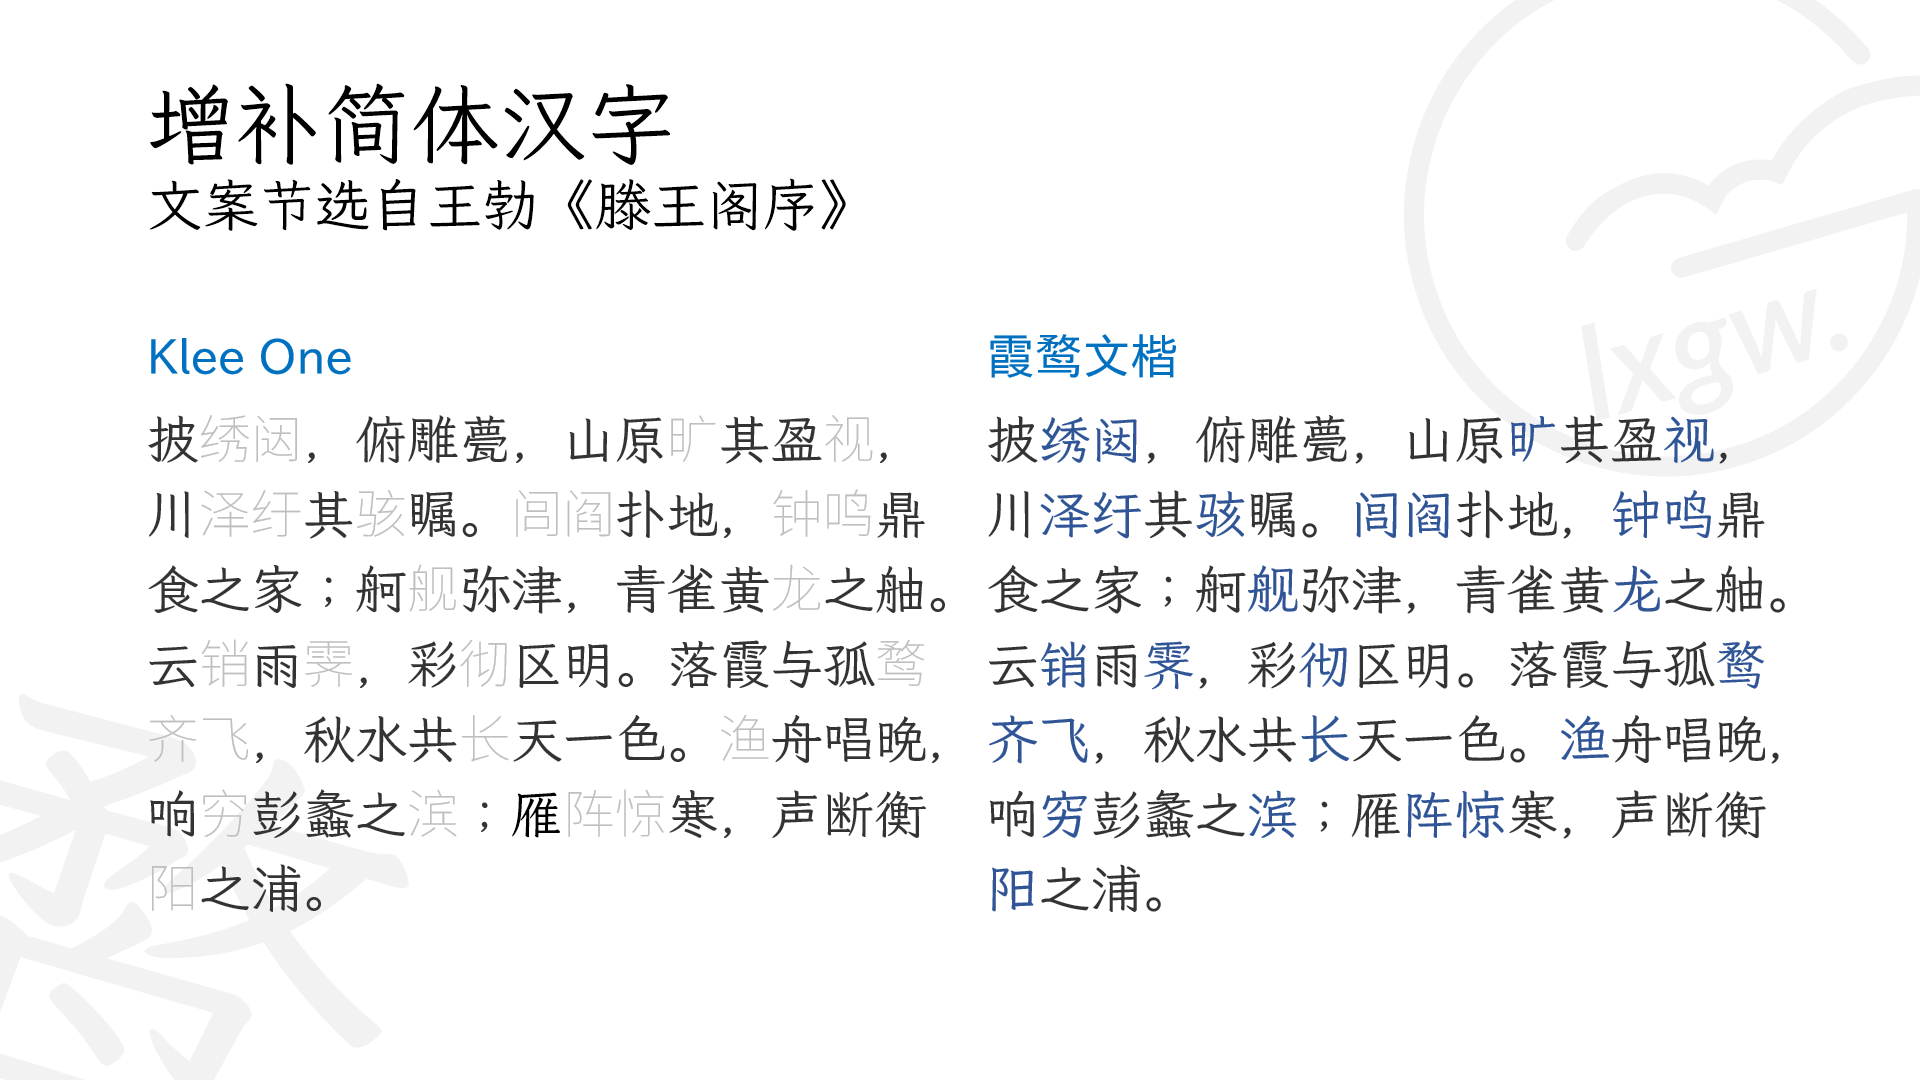 增补简体汉字
文案节选自王勃《滕王阁序》
Klee One
披绣闼，俯雕甍，山原旷其盈视，
川泽纡其骇瞩。闾阎扑地，钟鸣鼎
食之家；舸舰弥津，青雀黄龙之舳。
云销雨霁，彩彻区明。落霞与孤鹜
齐飞，秋水共长天一色。渔舟唱晚，
响穷彭蠡之滨；雁阵惊寒，声断衡
阳之浦。
霞鹜文楷
披绣闼，俯雕甍，山原旷其盈视，
川泽纡其骇瞩。闾阎扑地，钟鸣鼎
食之家；舸舰弥津，青雀黄龙之舳。
云销雨霁，彩彻区明。落霞与孤鹜
齐飞，秋水共长天一色。渔舟唱晚，
响穷彭蠡之滨；雁阵惊寒，声断衡
阳之浦。
lxgw.